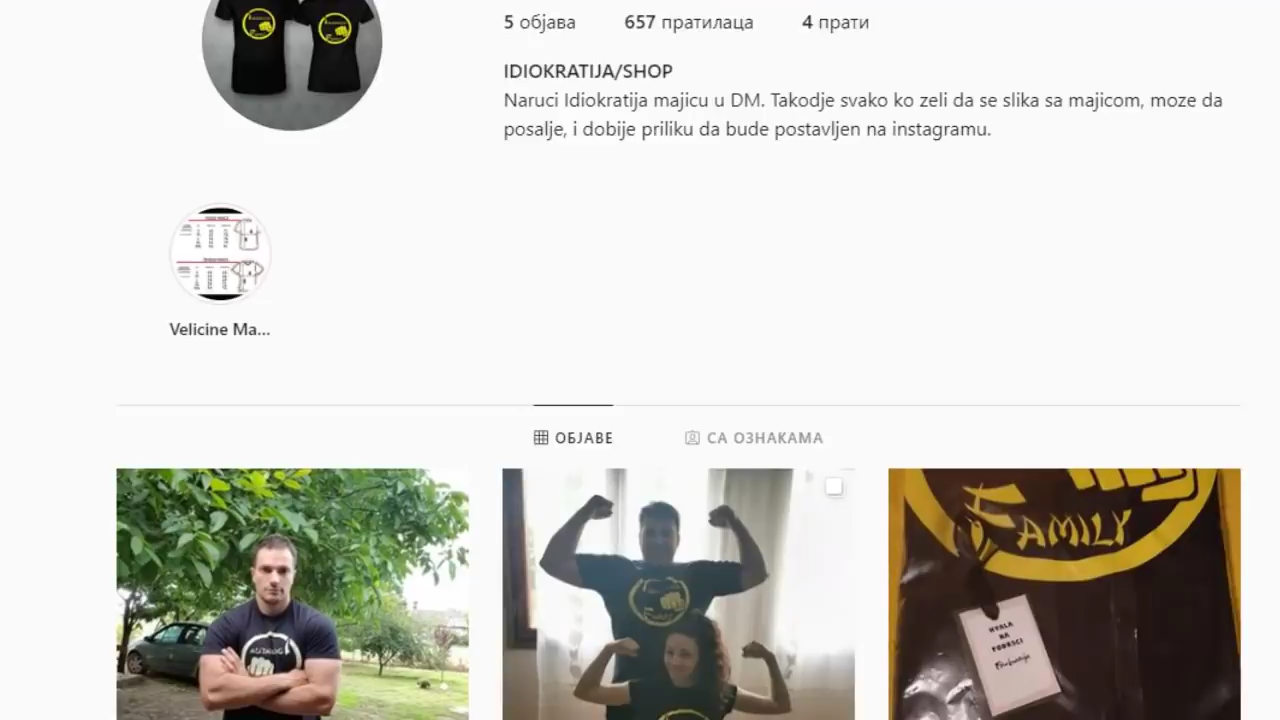 5 објава 657 пратилаца 4 прати
IDIOKRATIJA/SHOP
Naruci Idiokratija majicu u DM. Takodje svako ko zeli da se slika sa majicom, moze da
posalje, i dobije priliku da bude postavljen na instagramu.
Velicine Ma...
ОБЈАВЕ СА ОЗНАКАМА
FAMILY
HVALA
NA
PODRSCI